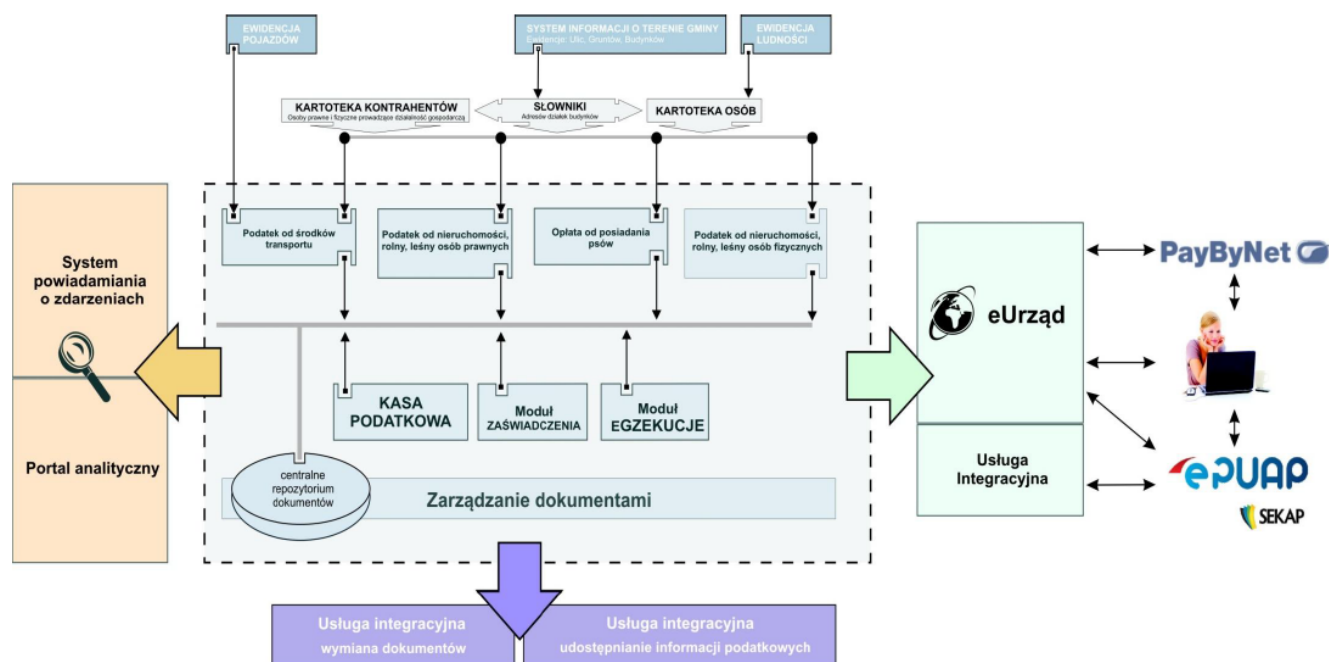 EWIDENCJA
POJAZDÓW
SYSTEM INFORMACJI O TERENIE GMINY
Ewidencje: Ulic, Gruntów, Budynków
EWIDENCJA
LUDNOŚCI
KARTOTEKA KONTRAHENTÓW
Osoby prawne i fizyczne prowadzące działalność gospodarczą
SŁOWNIKI
Adresów działek budynków
KARTOTEKA OSÓB
System
powiadamiania
o zdarzeniach
Portal analityczny
Podatek od środków
transportu
Podatek od nieruchomości,
rolny, leśny osób prawnych
Opłata od posiadania
psów
Podatek od nieruchomości,
rolny, leśny osób fizycznych
KASA
PODATKOWA
Moduł
ZAŚWIADCZENIA
Moduł
EGZEKUCJE
centralne
repozytorium
dokumentów
Zarządzanie dokumentami
eUrząd
Usługa
Integracyjna
PayByNet
ePUAP
SEKAP
Usługa integracyjna
wymiana dokumentów
Usługa integracyjna
udostępnianie informacji podatkowych